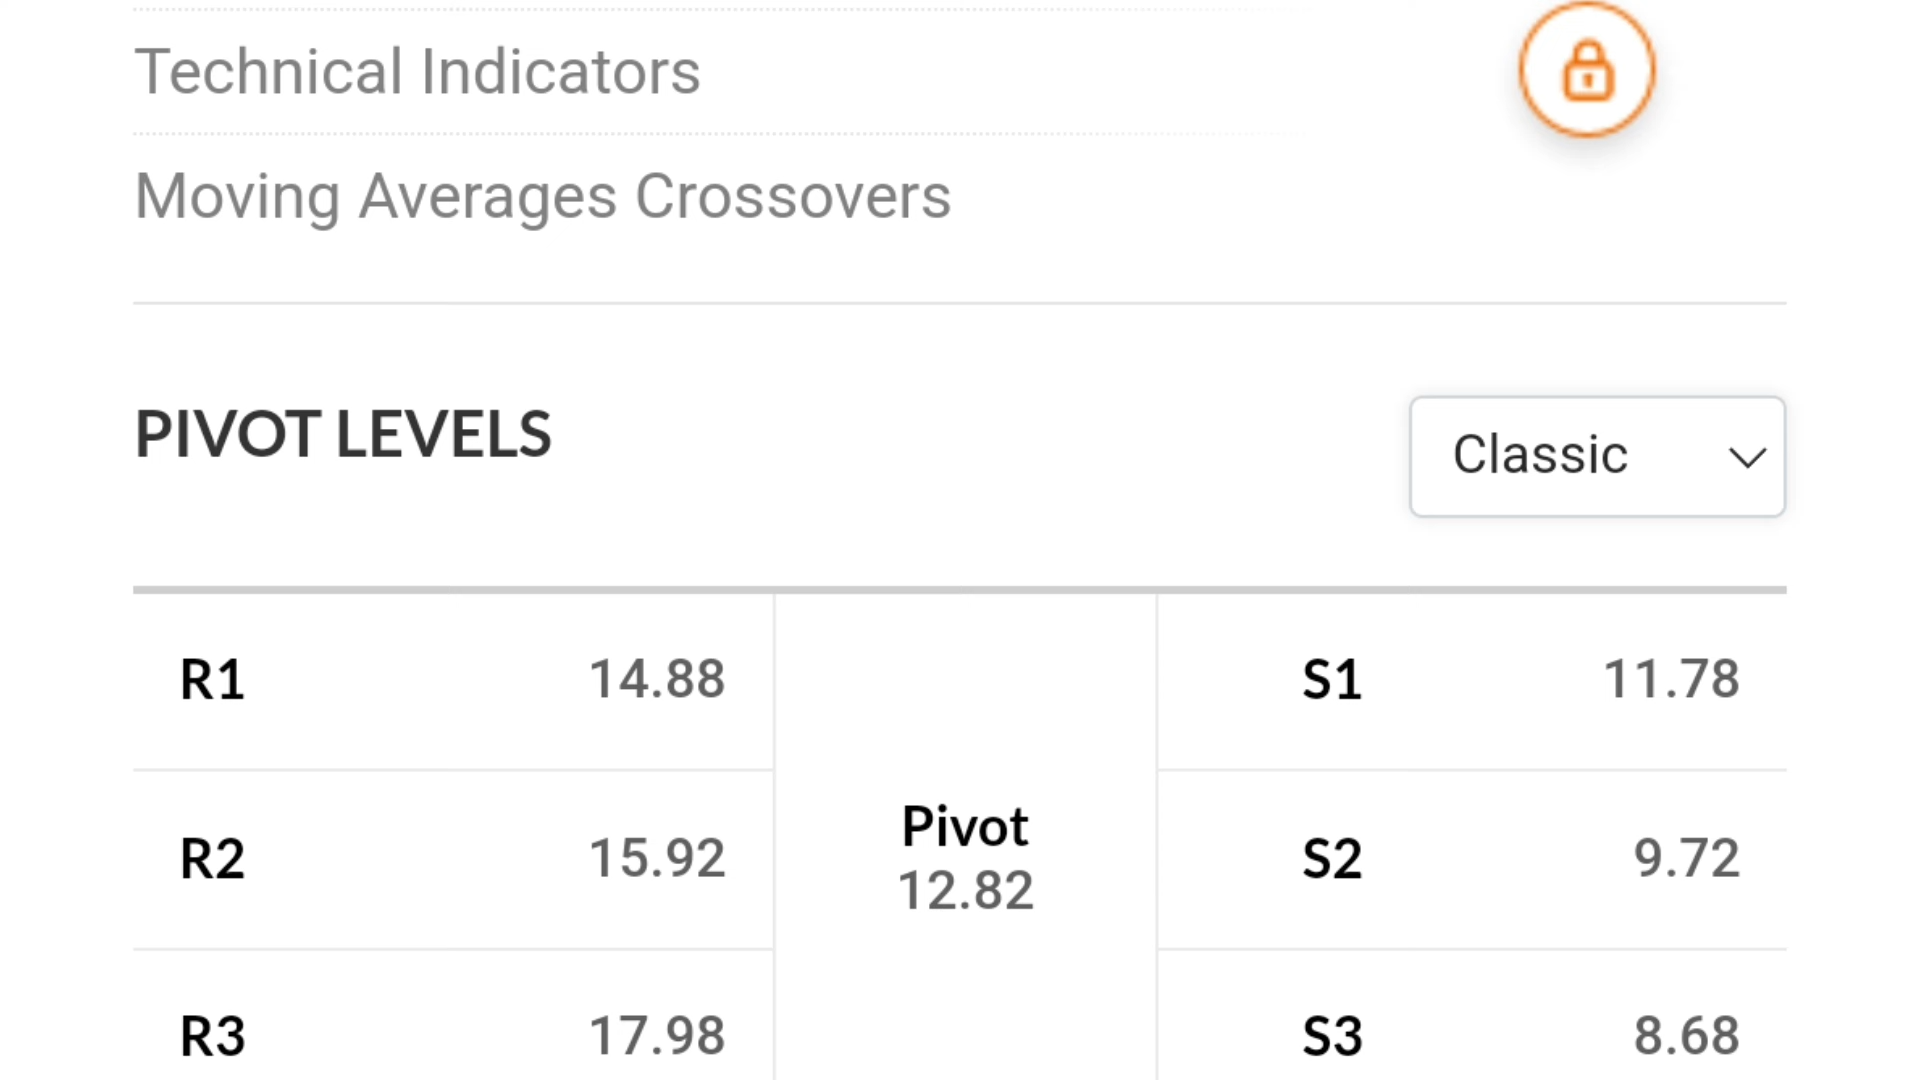 Technical Indicators
Moving Averages Crossovers
PIVOT LEVELS
Classic
R1 14.88 S1 11.78
Pivot
R2 15.92 12.82 S2 9.72
R3 17.98 S3 8.68